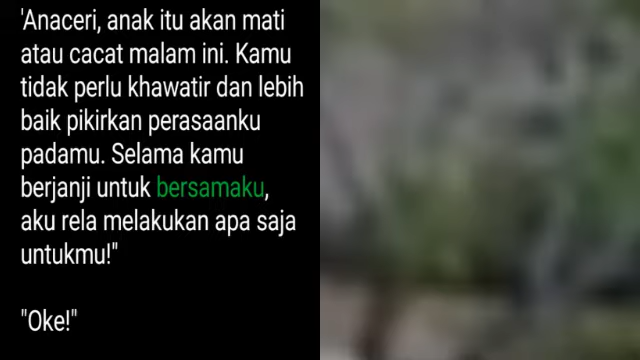 'Anaceri, anak itu akan mati
atau cacat malam ini. Kamu
tidak perlu khawatir dan lebih
baik pikirkan perasaanku
padamu. Selama kamu
berjanji untuk bersamaku,
aku rela melakukan apa saja
untukmu!"
"Oke!"